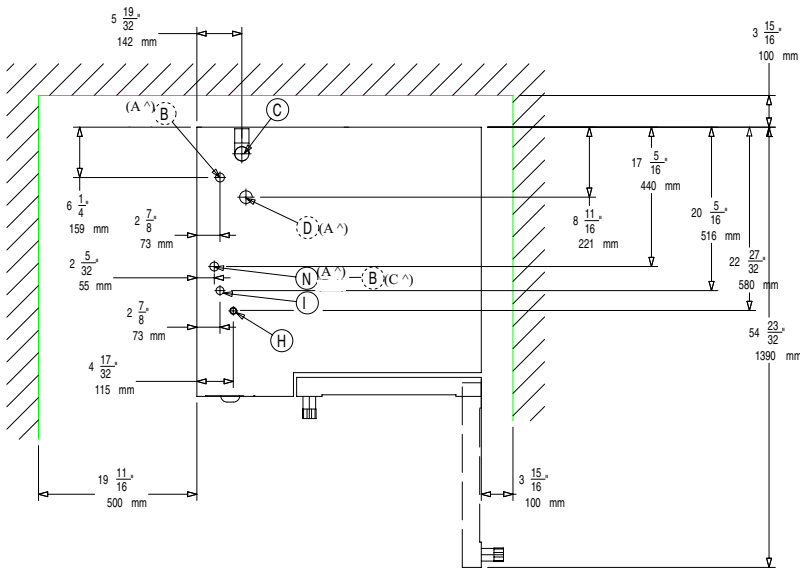 5 19/32"
142 mm
3 15/16"
100 mm
(A ^) B
C
6 1/4"
159 mm
2 7/8"
73 mm
D (A ^)
8 11/16"
221 mm
17 5/16"
440 mm
20 5/16"
516 mm
22 27/32"
580 mm
2 5/32"
55 mm
N (A ^) B (C ^)
I
2 7/8"
73 mm
H
54 23/32"
1390 mm
4 17/32"
115 mm
19 11/16"
500 mm
3 15/16"
100 mm